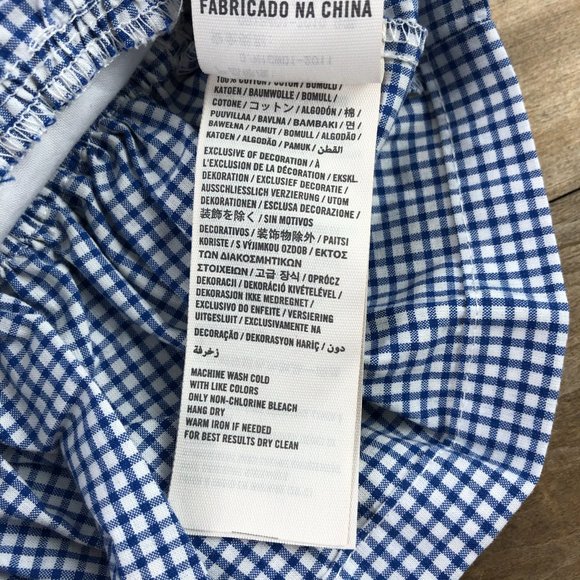 FABRICADO NA CHINA
100% COTTON / COTON / BOMULD /
KATOEN / BAUMWOLLE / BOMULL /
COTONE / コットン / ALGODÓN / 棉 /
PUUVILLAA / BAVLNA / BAMBAKI / 면 /
BAWEŁNA / PAMUT / BOMULL / ALGODÃO
KATOEN / ALGODÃO / PAMUK / القطن
EXCLUSIVE OF DECORATION / À
L'EXCLUSION DE LA DÉCORATION / EKSKL.
DEKORATION / EXCLUSIEF DECORATIE /
AUSSCHLIESSLICH VERZIERUNG / UTOM
DEKORATIONEN / ESCLUSA DECORAZIONE /
装飾を除く / SIN MOTIVOS
DECORATIVOS / 装饰物除外 / PAITSI
KORISTE / S VÝJIMKOU OZDOB / ΕΚΤΟΣ
ΤΩΝ ΔΙΑΚΟΣΜΗΤΙΚΩΝ
ΣΤΟΙΧΕΙΩΝ / 고급 장식 / OPRÓCZ
DEKORACJI / DEKORÁCIÓ KIVÉTELÉVEL /
DEKORASJON IKKE MEDREGNET /
EXCLUSIVO DO ENFEITE / VERSIERING
UITGESLUIT / EXCLUSIVAMENTE NA
DECORAÇÃO / DEKORASYON HARİÇ / دون
زخرفة
MACHINE WASH COLD
WITH LIKE COLORS
ONLY NON-CHLORINE BLEACH
HANG DRY
WARM IRON IF NEEDED
FOR BEST RESULTS DRY CLEAN